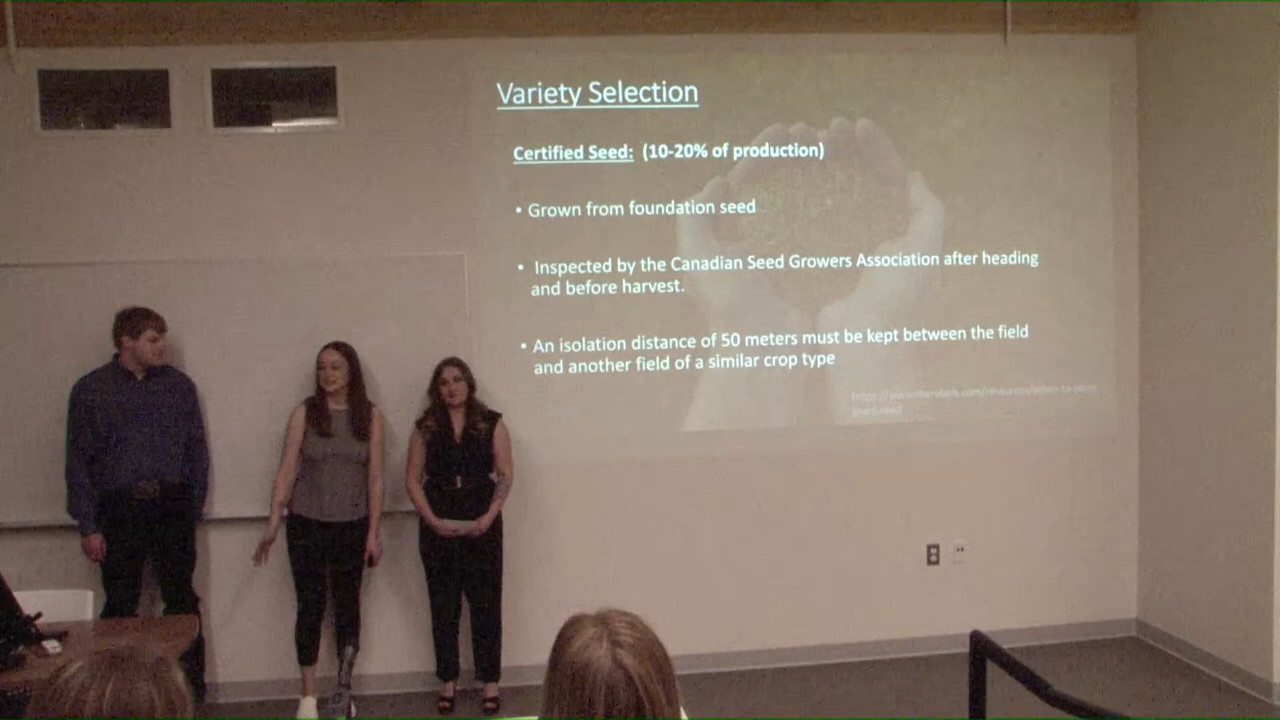 Variety Selection
Certified Seed: (10-20% of production)
• Grown from foundation seed
• Inspected by the Canadian Seed Growers Association after heading
and before harvest.
• An isolation distance of 50 meters must be kept between the field
and another field of a similar crop type